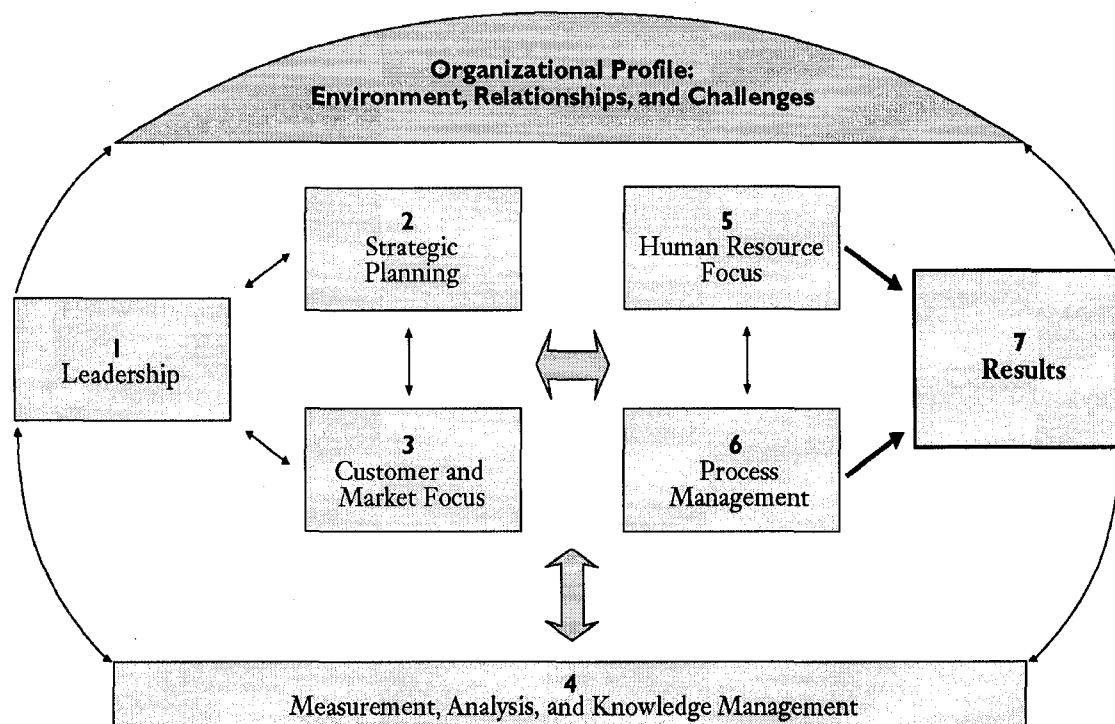 Organizational Profile:
Environment, Relationships, and Challenges
2
Strategic
Planning
5
Human Resource
Focus
1
Leadership
7
Results
3
Customer and
Market Focus
6
Process
Management
4
Measurement, Analysis, and Knowledge Management